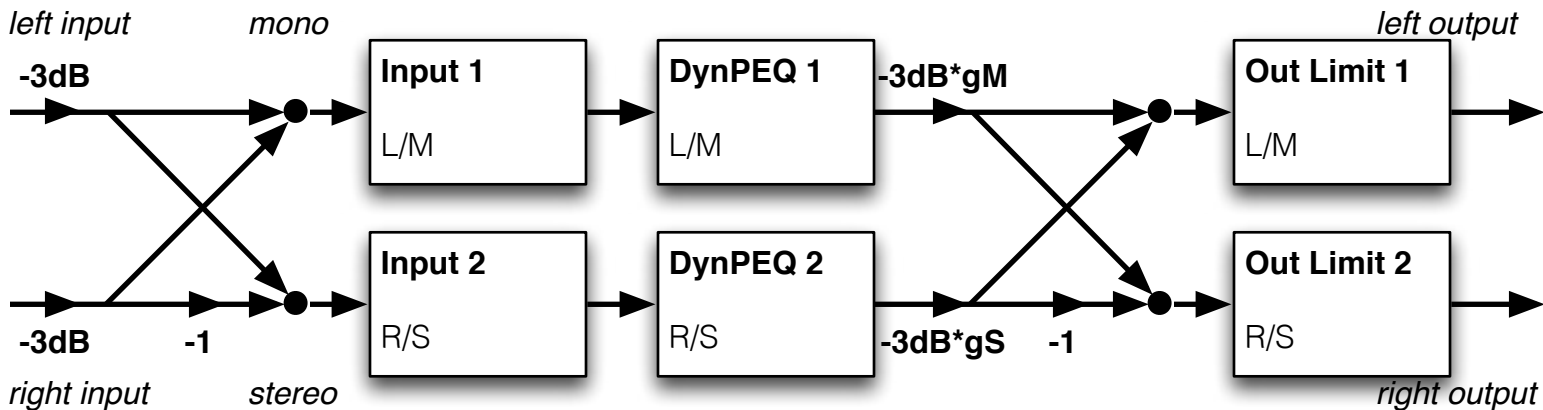 left input
mono
left output
-3dB
Input 1
L/M
DynPEQ 1
L/M
-3dB*gM
Out Limit 1
L/M
Input 2
R/S
DynPEQ 2
R/S
Out Limit 2
R/S
-3dB
-1
-3dB*gS
-1
right input
stereo
right output